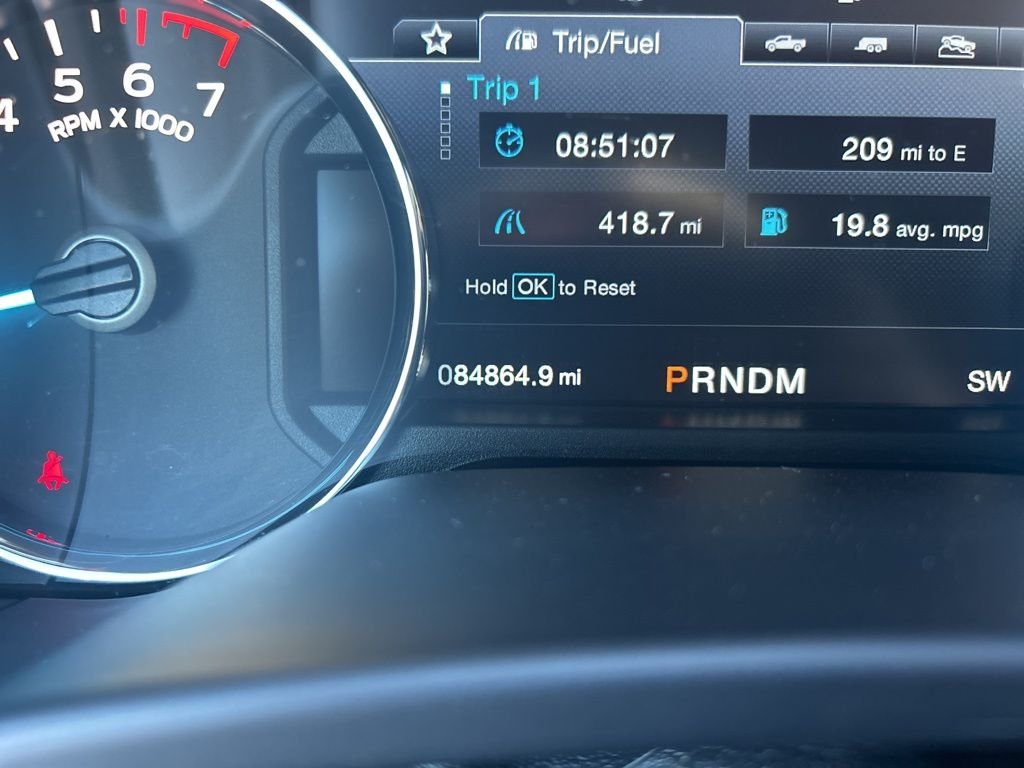 Trip/Fuel
4 5 6 7
RPM X 1000
Trip 1
08:51:07
209 mi to E
418.7 mi
19.8 avg. mpg
Hold OK to Reset
084864.9 mi
PRNDM
SW